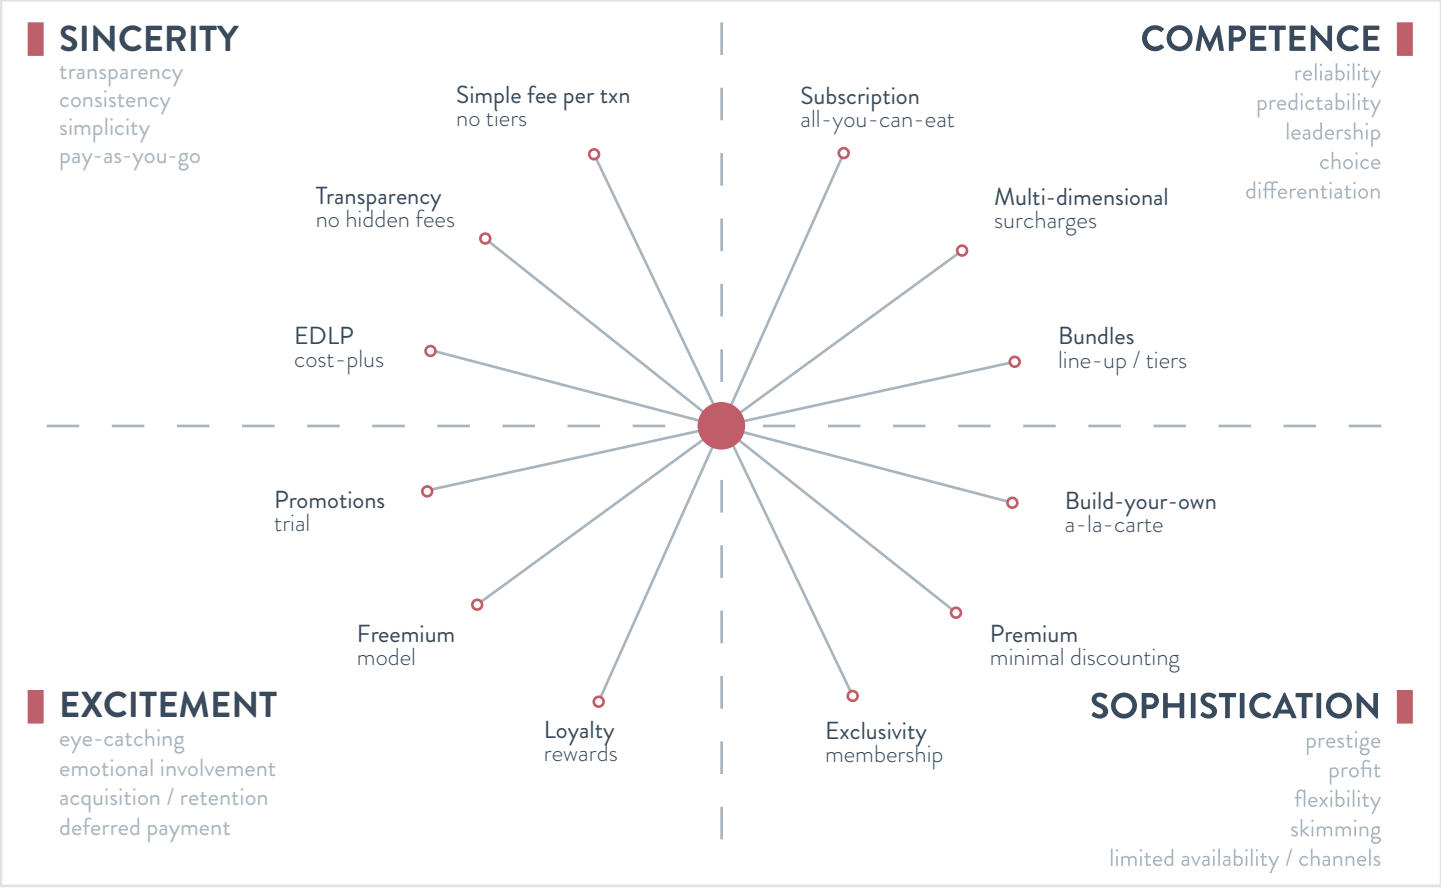 SINCERITY
transparency
consistency
simplicity
pay-as-you-go
Simple fee per txn
no tiers
Transparency
no hidden fees
EDLP
cost-plus
COMPETENCE
reliability
predictability
leadership
choice
differentiation
Subscription
all-you-can-eat
Multi-dimensional
surcharges
Bundles
line-up / tiers
Promotions
trial
Freemium
model
Loyalty
rewards
EXCITEMENT
eye-catching
emotional involvement
acquisition / retention
deferred payment
Build-your-own
a-la-carte
Premium
minimal discounting
Exclusivity
membership
SOPHISTICATION
prestige
profit
flexibility
skimming
limited availability / channels